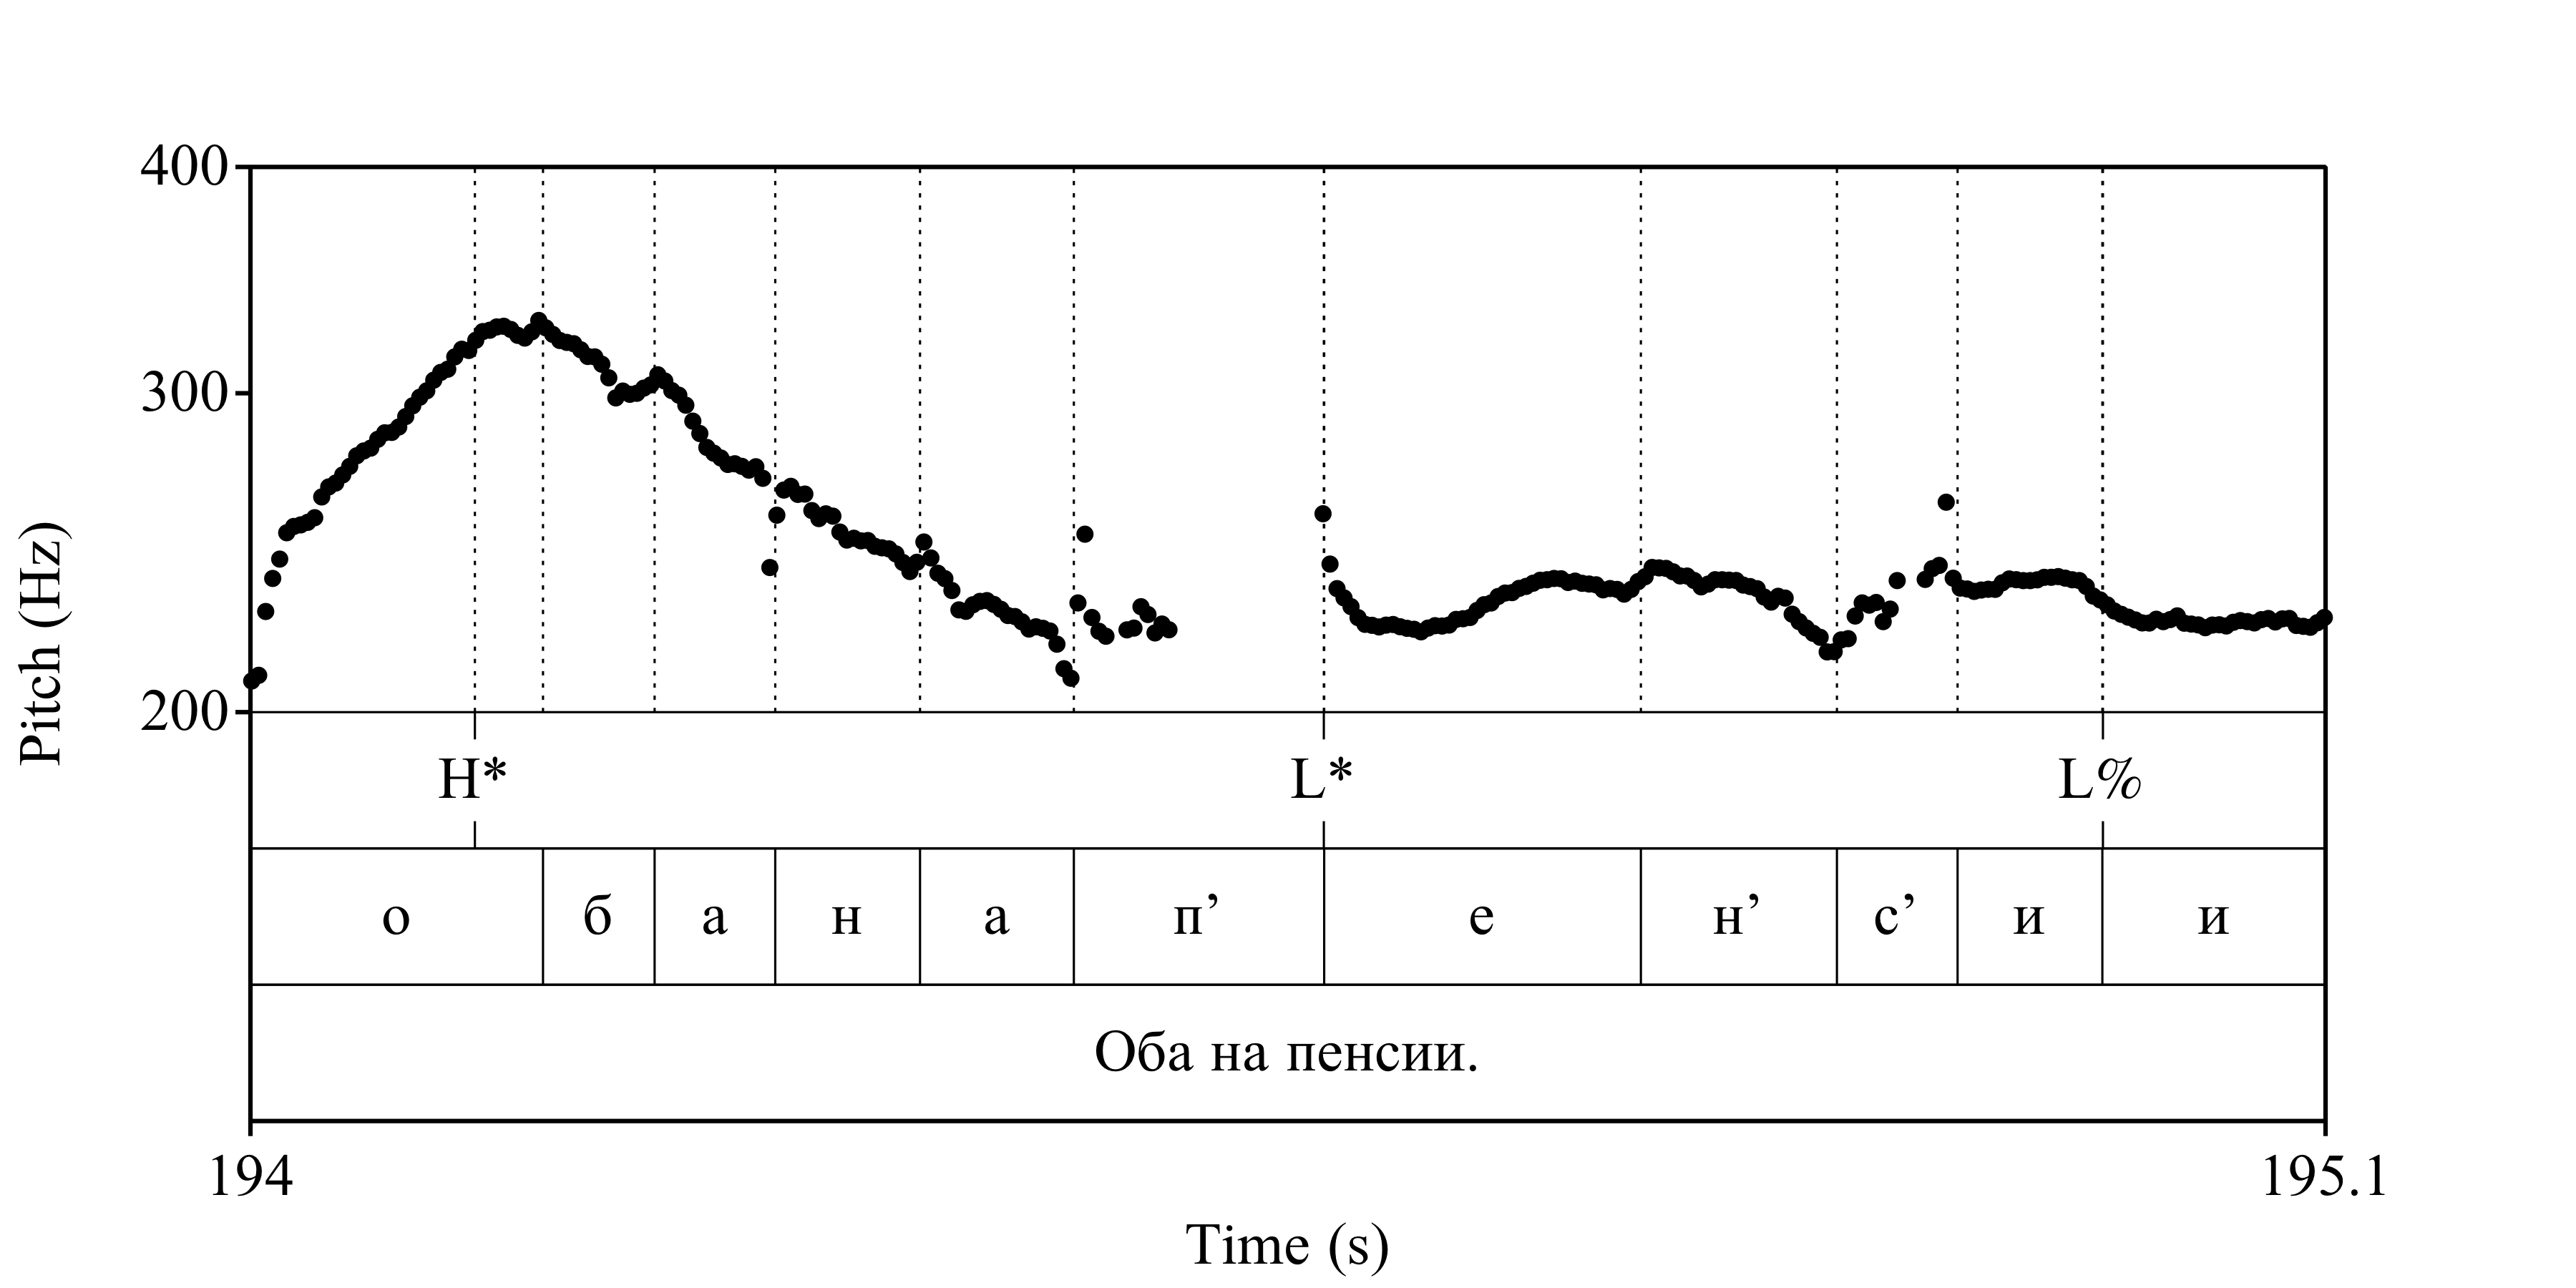 400
300
200
Pitch (Hz)
H* L* L%
о б а н а п’ е н’ с’ и и
Оба на пенсии.
194 195.1
Time (s)